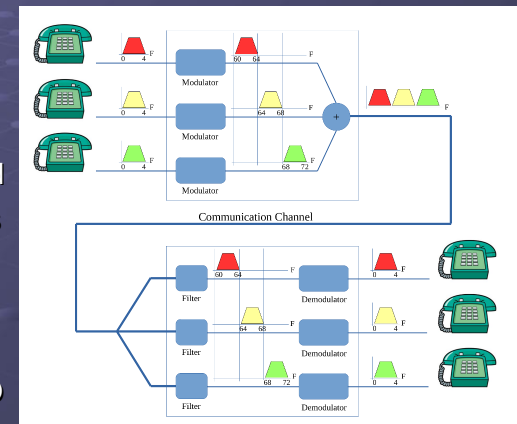 F
0 4
60 64
F
Modulator
F
0 4
64 68
F
F
+
Modulator
F
0 4
68 72
F
Modulator
Communication Channel
F
60 64
F
0 4
Filter
Demodulator
F
64 68
F
0 4
Filter
Demodulator
68 72
F
0 4
Filter
Demodulator